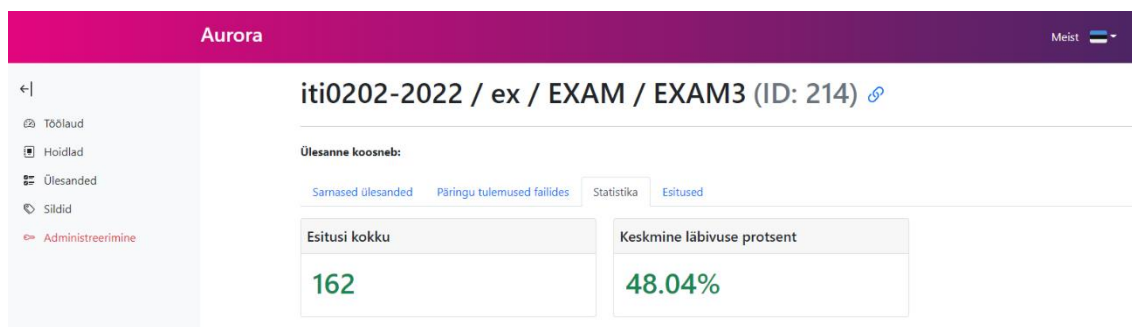 Aurora
Meist
iti0202-2022 / ex / EXAM / EXAM3 (ID: 214)
Töölaud
Hoidlad
Ülesanded
Sildid
Administreerimine
Ülesanne koosneb:
Sarnased ülesanded Päringu tulemused failides Statistika Esitused
Esitusi kokku
162
Keskmine läbivuse protsent
48.04%